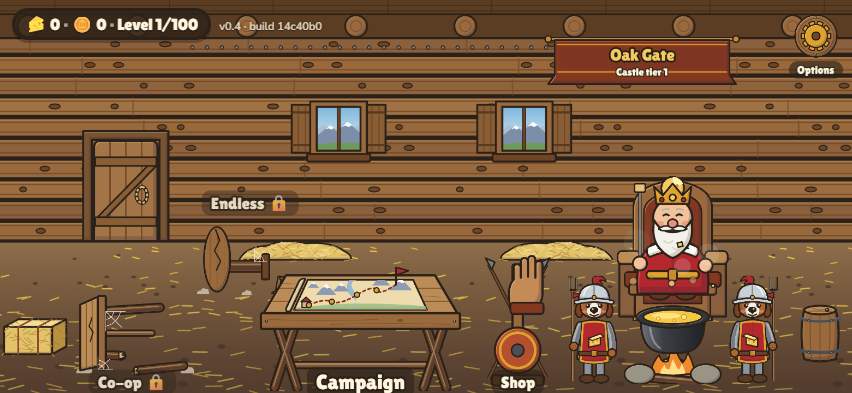 0 · 0 · Level 1/100
v0.4 · build 14c40b0
Oak Gate
Castle tier 1
Options
Endless
Co-op
Campaign
Shop